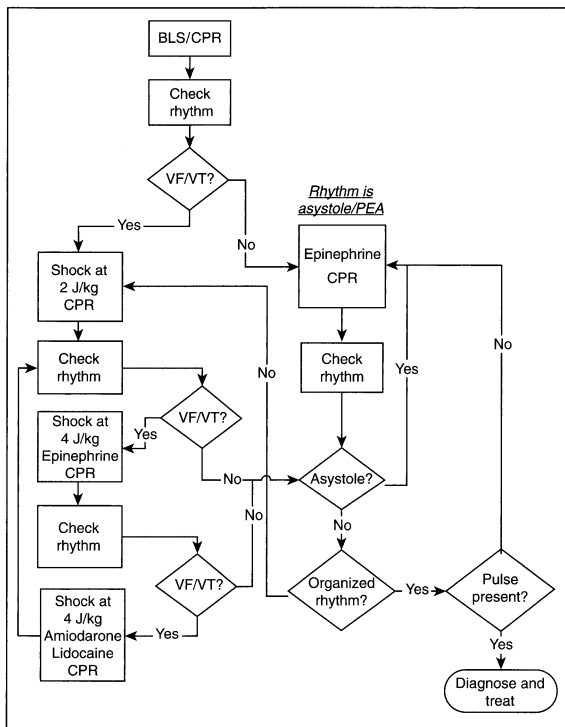 BLS/CPR
Check
rhythm
VF/VT?
Yes
No
Rhythm is
asystole/PEA
Shock at
2 J/kg
CPR
Epinephrine
CPR
Check
rhythm
VF/VT?
Yes
No
Shock at
4 J/kg
Epinephrine
CPR
Check
rhythm
VF/VT?
Yes
No
Shock at
4 J/kg
Amiodarone
Lidocaine
CPR
Check
rhythm
Asystole?
Yes
No
Organized
rhythm?
No
Yes
Pulse
present?
No
Yes
Diagnose and
treat